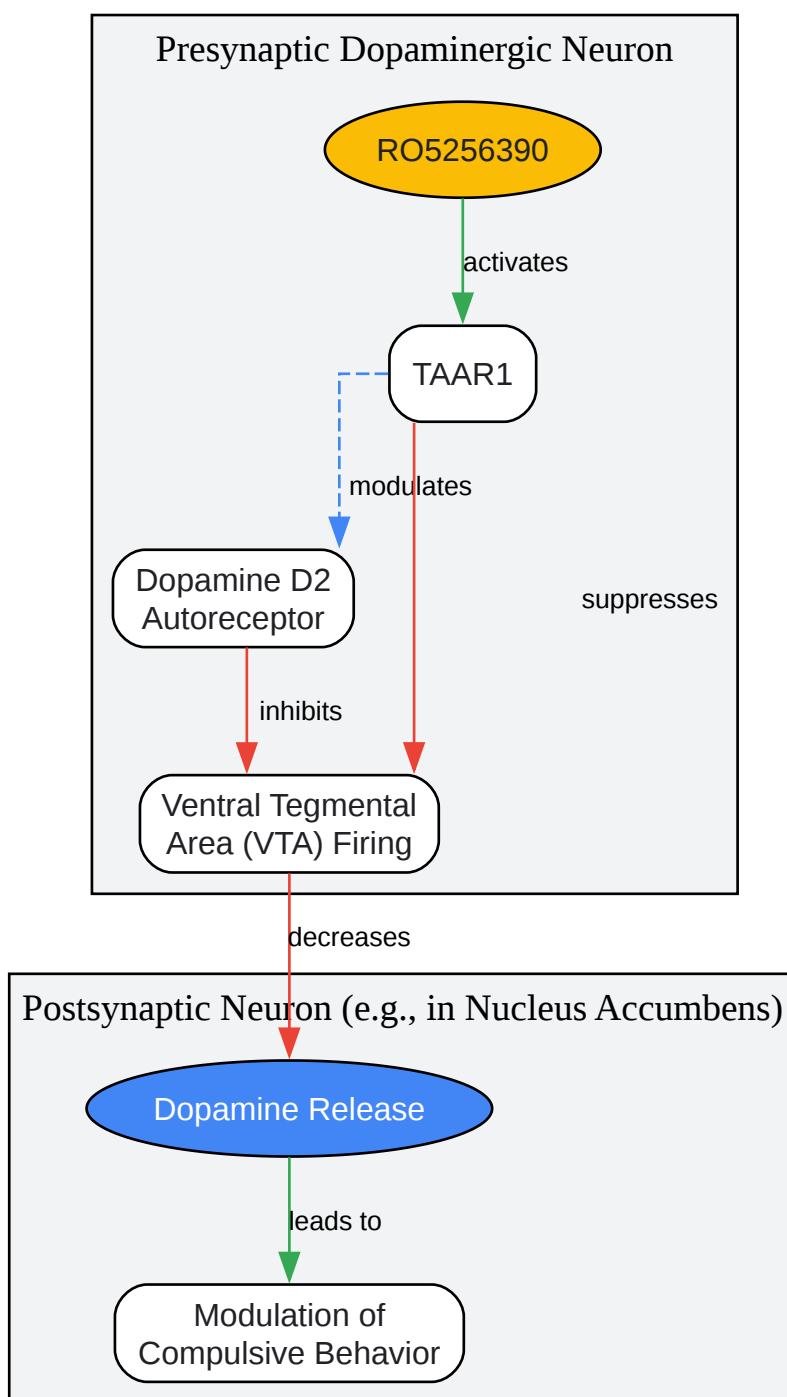 Presynaptic Dopaminergic Neuron
RO5256390
activates
TAAR1
modulates
Dopamine D2
Autoreceptor
suppresses
inhibits
Ventral Tegmental
Area (VTA) Firing
decreases
Postsynaptic Neuron (e.g., in Nucleus Accumbens)
Dopamine Release
leads to
Modulation of
Compulsive Behavior